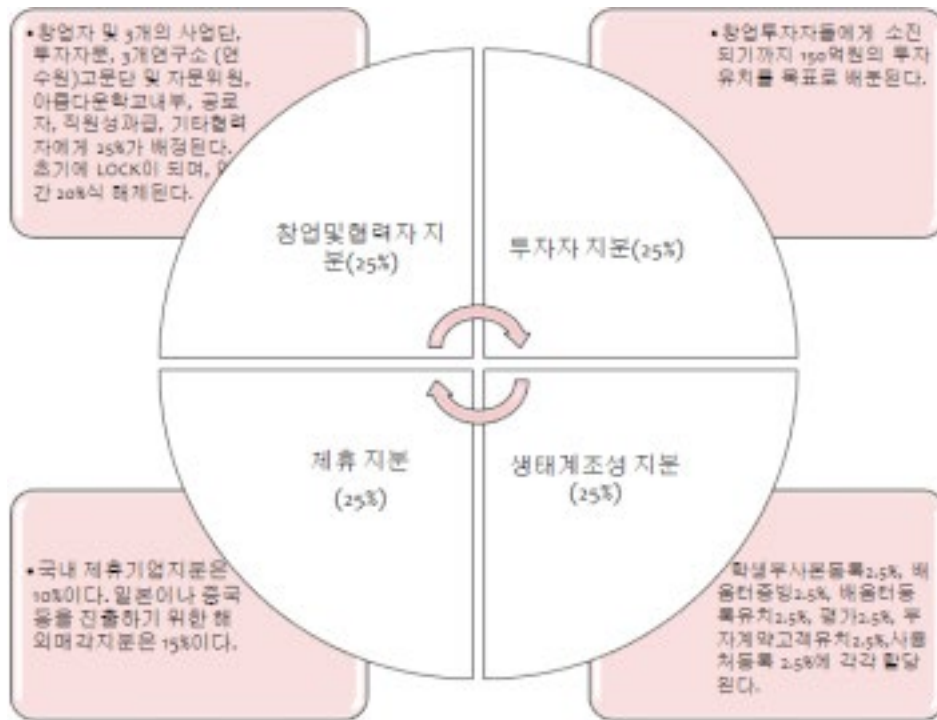 •창업자 및 3개의 사업단,
투자자문, 3개연구소 (연
수원)고문단 및 자문위원,
아름다운학교내부, 공로
자, 직원성과급, 기타협력
자에게 25%가 배정된다.
초기에 LOCK이 되며,
간 20%식 해제된다.
•창업투자자들에게 소진
되기까지 150억원의 투자
유치를 목표로 배분된다.
창업및협력자 지
분(25%)
투자자 지분(25%)
제휴 지분
(25%)
생태계조성 지분
(25%)
•국내 제휴기업지분은
10%이다. 일본이나 중국
등을 진출하기 위한 해
외매각지분은 15%이다.
학생부사본등록2.5%, 배
움터증빙2.5%, 배움터등
록유치2.5%, 평가2.5%, 투
자계약고객유치2.5%,사용
처등록 2.5%에 각각 할당
된다.